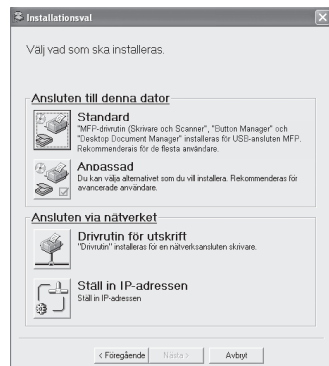 Installationsval
Välj vad som ska installeras.
Ansluten till denna dator
Standard
"MFP-drivrutin (Skrivare och Scanner", "Button Manager" och
"Desktop Document Manager" installeras för USB-ansluten MFP.
Rekommenderais för de flesta användare.
Anpassad
Du kan välja alternativet som du vill installera. Rekommenderas för
avancerade användare.
Ansluten via nätverket
Drivrutin för utskrift
"Drivrutin" installeras för en nätverksansluten skrivare.
Ställ in IP-adressen
Ställ in IP-adressen
< Föregående
Nästa >
Avbryt